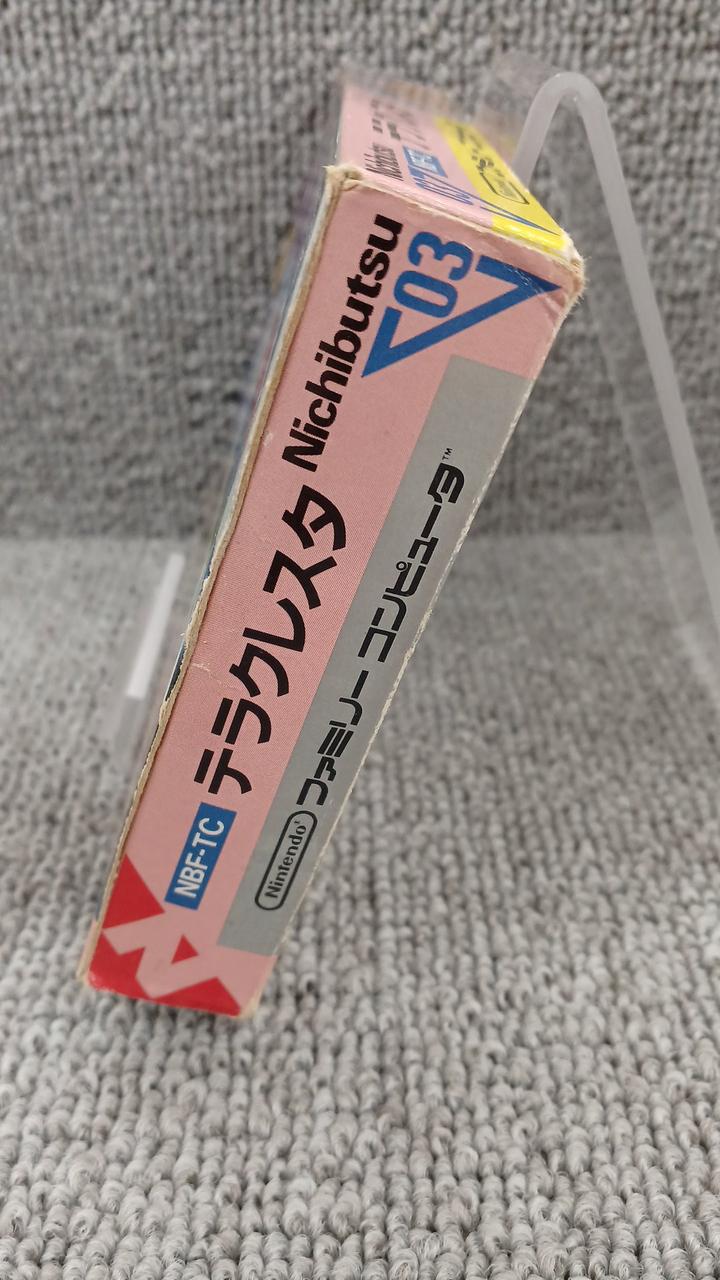 NBF-TC テラクレスタ Nichibutsu 03
Nintendo ファミリー コンピュータ™
Nichibutsu